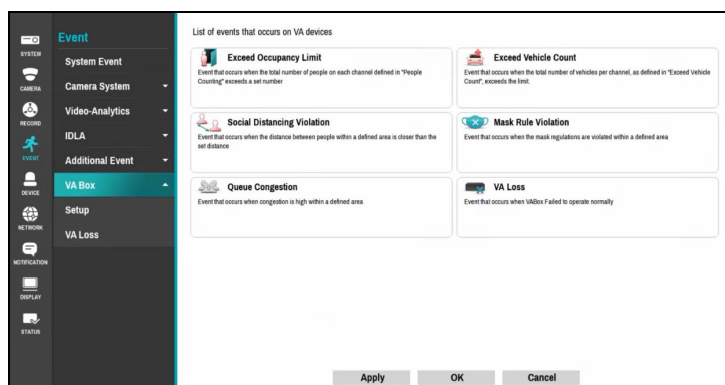 SYSTEM
CAMERA
RECORD
EVENT
DEVICE
NETWORK
NOTIFICATION
DISPLAY
STATUS
Event
System Event
Camera System
Video-Analytics
IDLA
Additional Event
VA Box
Setup
VA Loss
List of events that occurs on VA devices
Exceed Occupancy Limit
Event that occurs when the total number of people on each channel defined in "People
Counting" exceeds a set number
Exceed Vehicle Count
Event that occurs when the total number of vehicles per channel, as defined in "Exceed Vehicle
Count", exceeds the limit.
Social Distancing Violation
Event that occurs when the distance between people within a defined area is closer than the
set distance
Mask Rule Violation
Event that occurs when the mask regulations are violated within a defined area
Queue Congestion
Event that occurs when congestion is high within a defined area
VA Loss
Event that occurs when VABox Failed to operate normally
Apply
OK
Cancel